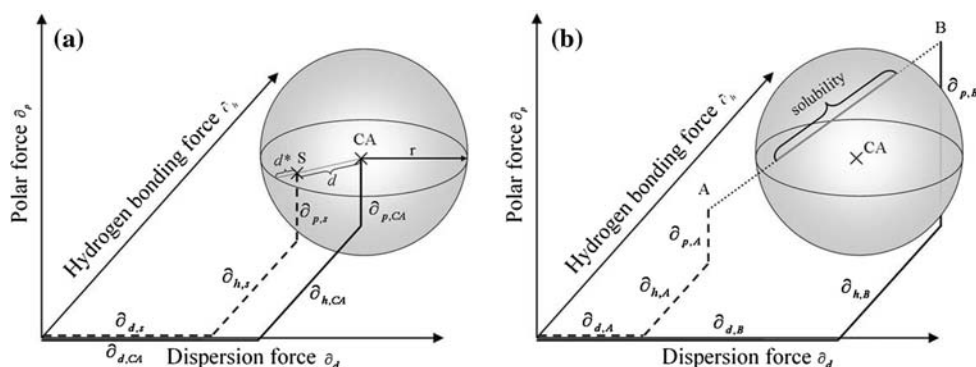 (a)
Polar force ∂p
Hydrogen bonding force ∂h
CA
d* S
d
r
∂p,s
∂p,CA
∂h,s
∂h,CA
∂d,s
∂d,CA
Dispersion force ∂d
(b)
B
Polar force ∂p
Hydrogen bonding force ∂h
solubility
∂p,B
CA
A
∂p,A
∂h,A
∂h,B
∂d,A
∂d,B
Dispersion force ∂d